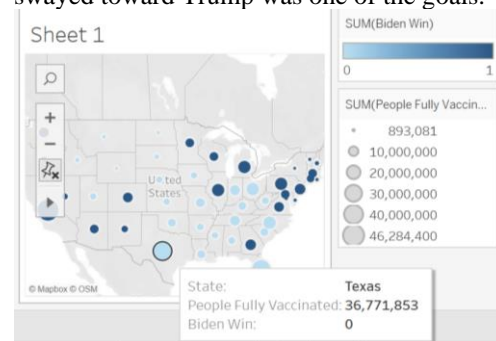 swayed toward Trump was one of the goals.
Sheet 1
SUM(Biden Win)
0 1
SUM(People Fully Vaccin...
893,081
10,000,000
20,000,000
30,000,000
40,000,000
46,284,400
United
States
© Mapbox © OSM
State: Texas
People Fully Vaccinated: 36,771,853
Biden Win: 0